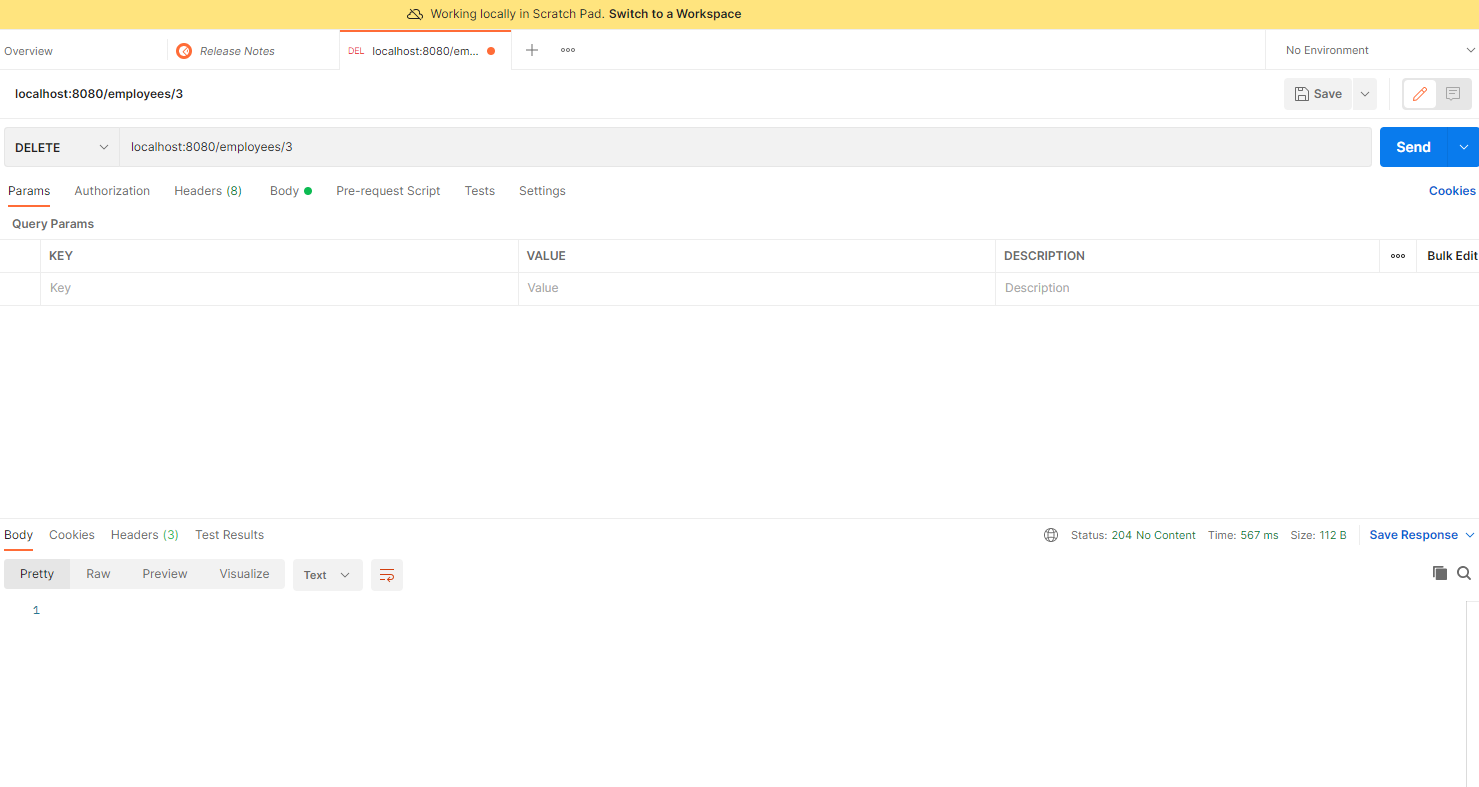 Working locally in Scratch Pad. Switch to a Workspace
Overview
Release Notes
DEL localhost:8080/em...
No Environment
localhost:8080/employees/3
Save
DELETE
localhost:8080/employees/3
Send
Params Authorization Headers (8) Body Pre-request Script Tests Settings Cookies
Query Params
KEY VALUE DESCRIPTION Bulk Edit
Key Value Description
Body Cookies Headers (3) Test Results Status: 204 No Content Time: 567 ms Size: 112 B Save Response
Pretty Raw Preview Visualize Text
1